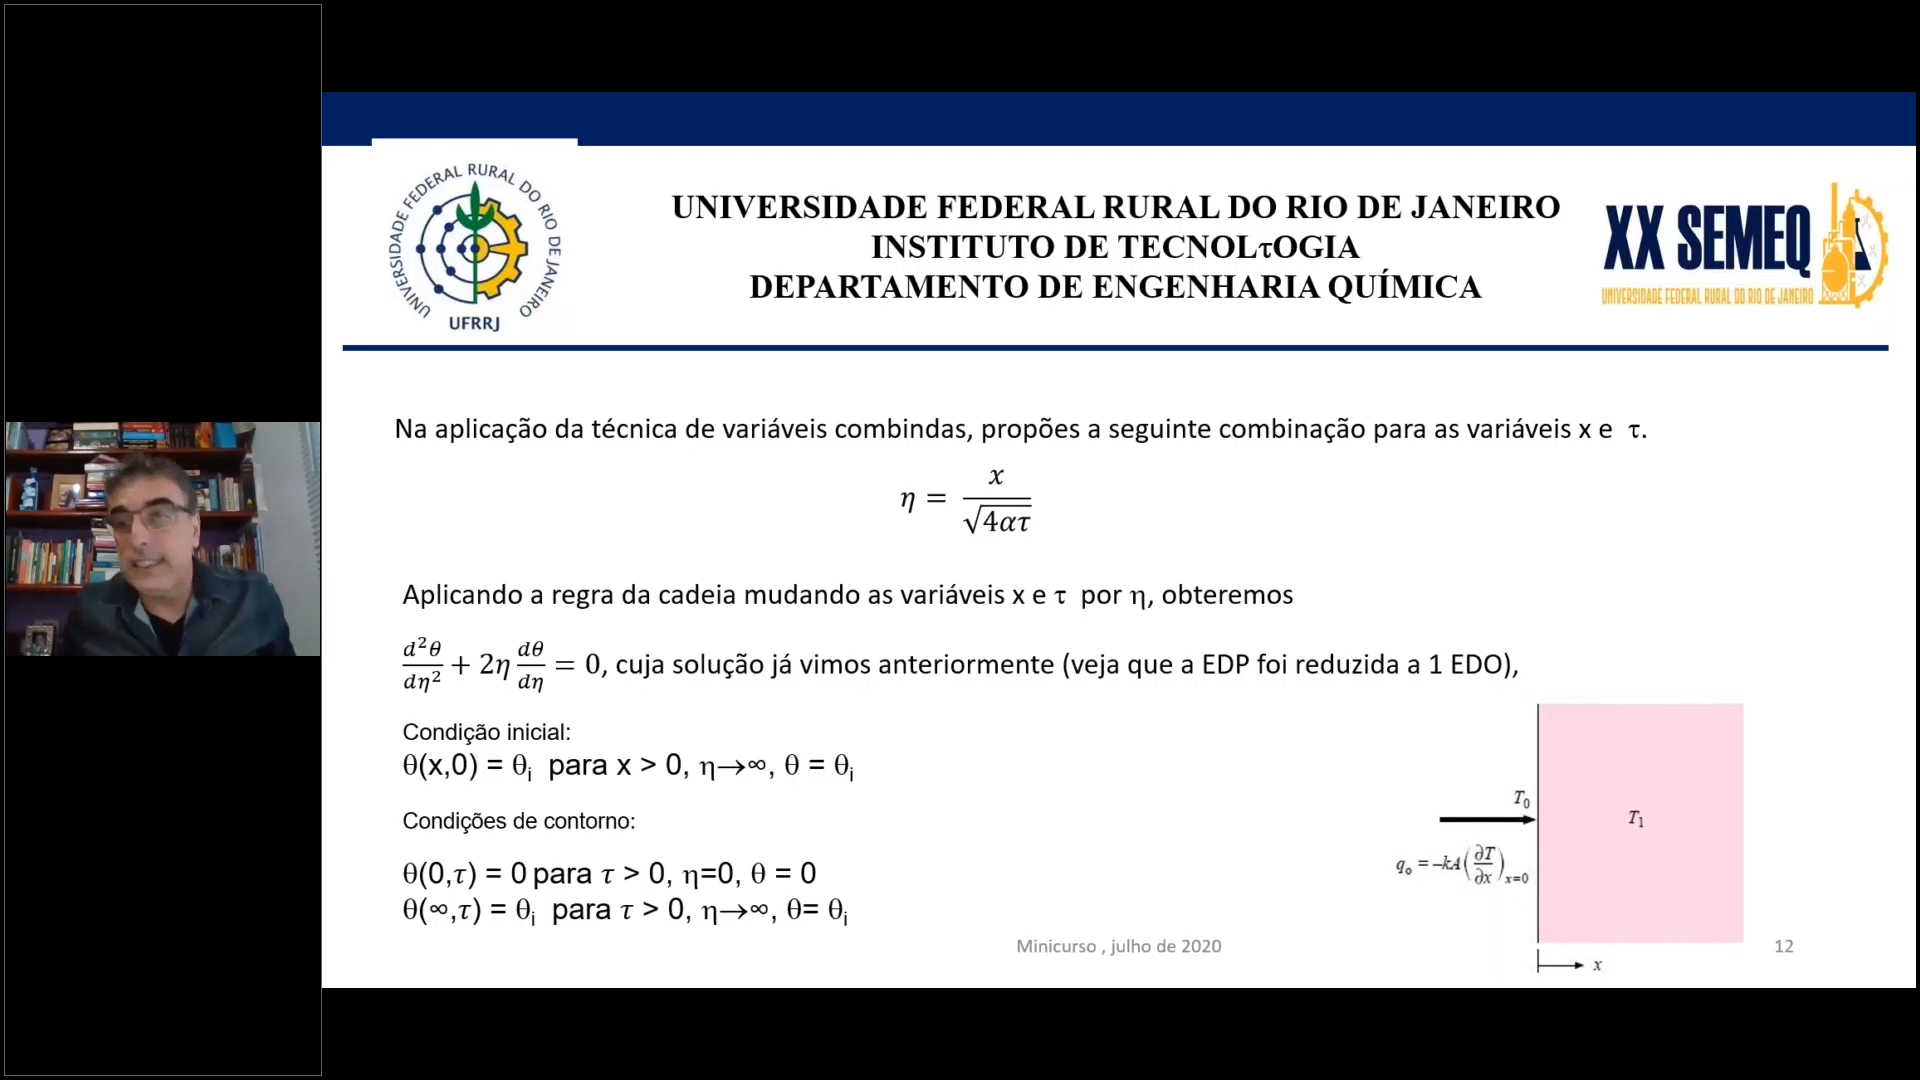 UNIVERSIDADE FEDERAL RURAL DO RIO DE JANEIRO
UFRRJ
UNIVERSIDADE FEDERAL RURAL DO RIO DE JANEIRO
INSTITUTO DE TECNOLτOGIA
DEPARTAMENTO DE ENGENHARIA QUÍMICA
XX SEMEQ
UNIVERSIDADE FEDERAL RURAL DO RIO DE JANEIRO
Na aplicação da técnica de variáveis combindas, propões a seguinte combinação para as variáveis x e τ.
η = x / √4ατ
Aplicando a regra da cadeia mudando as variáveis x e τ por η, obteremos
d²θ/dη² + 2η dθ/dη = 0, cuja solução já vimos anteriormente (veja que a EDP foi reduzida a 1 EDO),
Condição inicial:
θ(x,0) = θi para x > 0, η→∞, θ = θi
Condições de contorno:
θ(0,τ) = 0 para τ > 0, η=0, θ = 0
θ(∞,τ) = θi para τ > 0, η→∞, θ= θi
T0
T1
q0 = –kA(∂T/∂x)x=0
x
Minicurso , julho de 2020
12